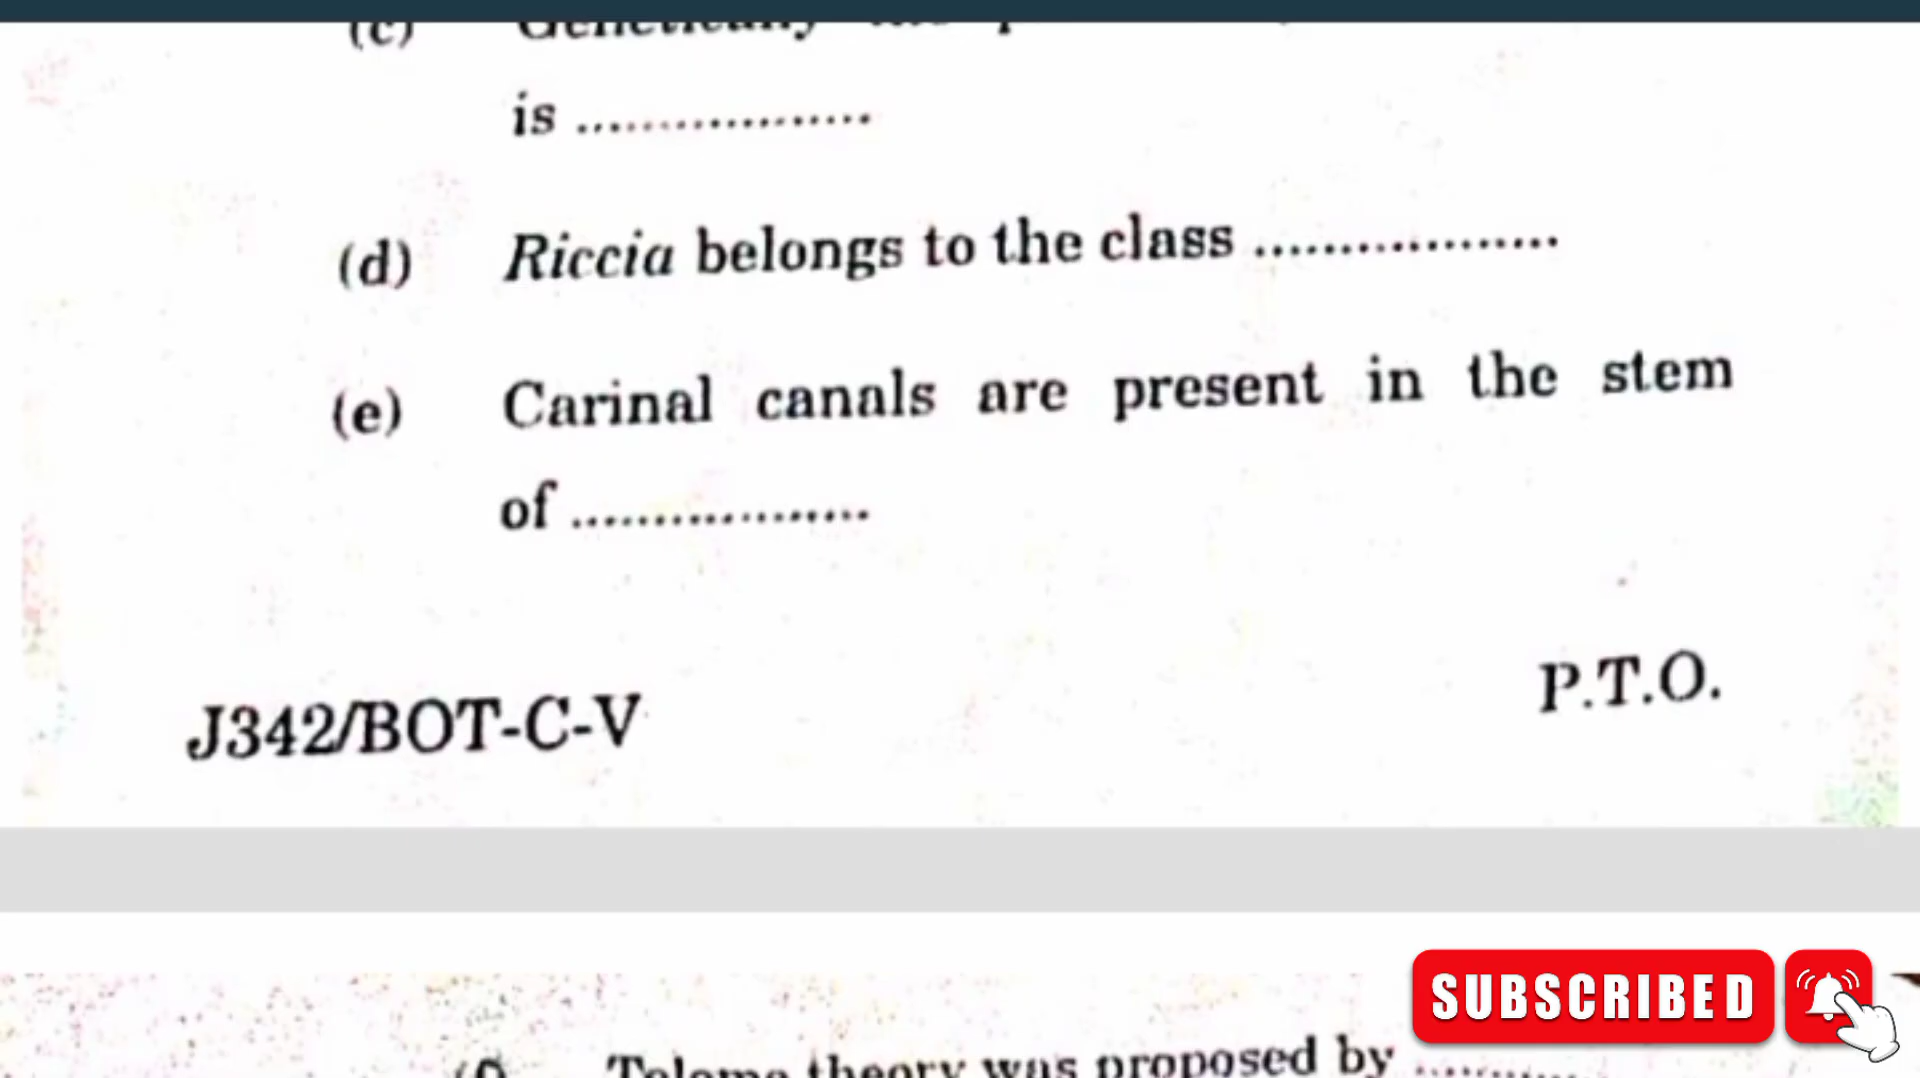 (c) Genetically
is ..................
(d) Riccia belongs to the class ..................
(e) Carinal canals are present in the stem
of ..................
J342/BOT-C-V
P.T.O.
SUBSCRIBED
Telome theory was proposed by ............